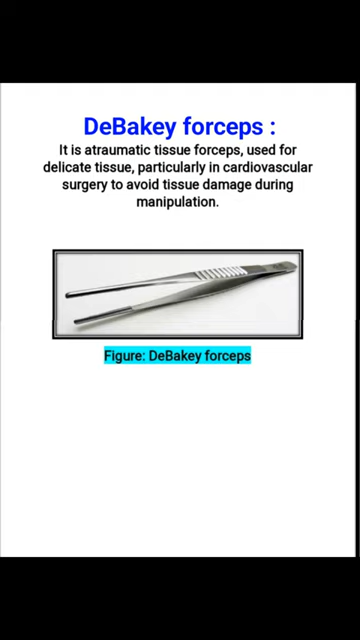 DeBakey forceps :
It is atraumatic tissue forceps, used for
delicate tissue, particularly in cardiovascular
surgery to avoid tissue damage during
manipulation.
Figure: DeBakey forceps